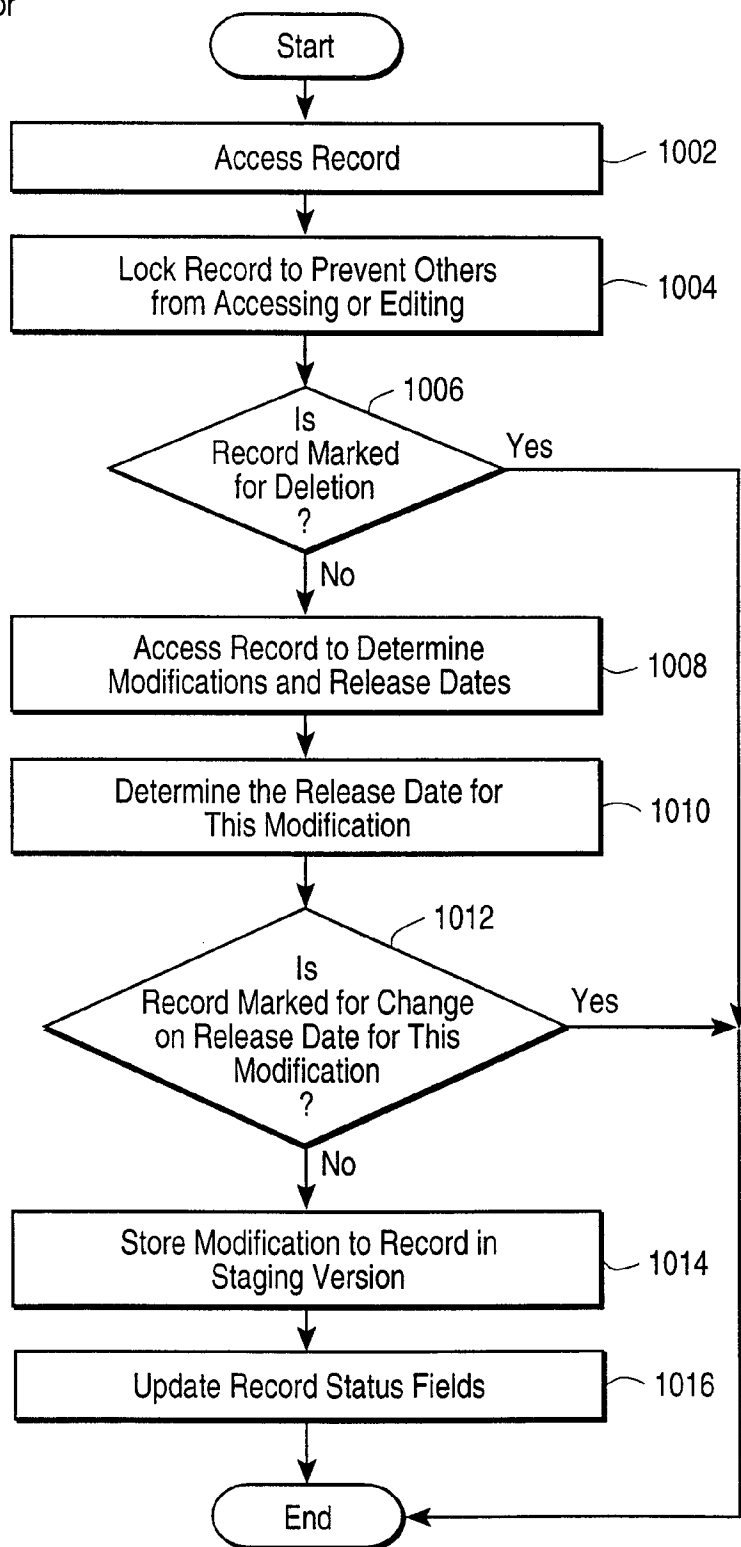 or
Start
Access Record
1002
Lock Record to Prevent Others
from Accessing or Editing
1004
1006
Is
Record Marked
for Deletion
?
Yes
No
Access Record to Determine
Modifications and Release Dates
1008
Determine the Release Date for
This Modification
1010
1012
Is
Record Marked for Change
on Release Date for This
Modification
?
Yes
No
Store Modification to Record in
Staging Version
1014
Update Record Status Fields
1016
End